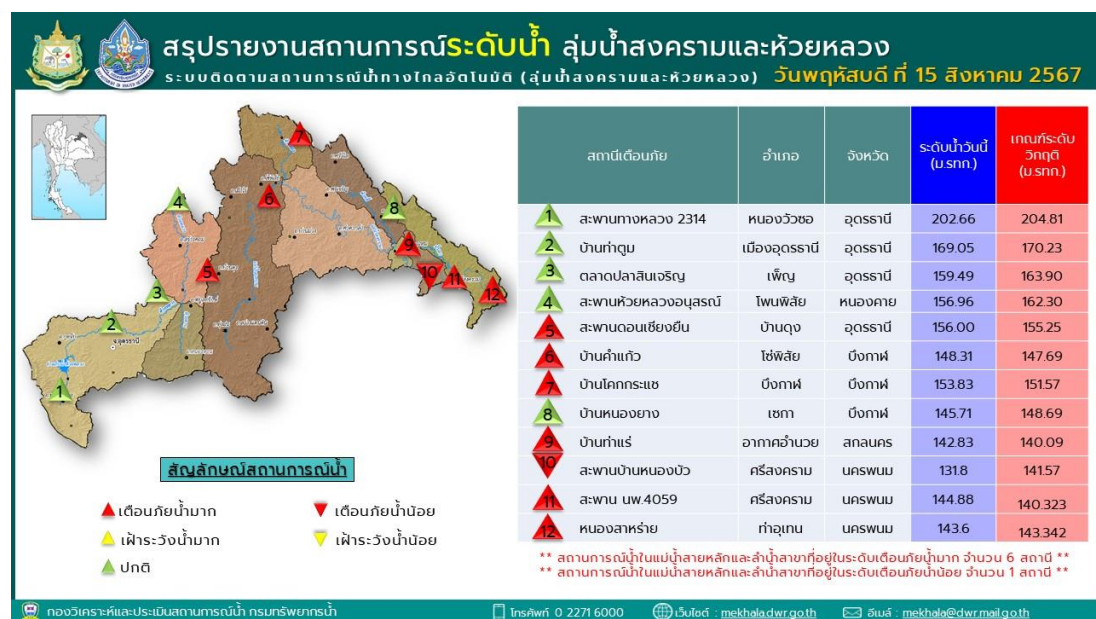 สรุปรายงานสถานการณ์ระดับน้ำ ลุ่มน้ำสงครามและห้วยหลวง
ระบบติดตามสถานการณ์น้ำทางไกลอัตโนมัติ (ลุ่มน้ำสงครามและห้วยหลวง) วันพฤหัสบดี ที่ 15 สิงหาคม 2567
7
6
4
8
9
5
10
11
12
3
2
1
สัญลักษณ์สถานการณ์น้ำ
เตือนภัยน้ำมาก เตือนภัยน้ำน้อย
เฝ้าระวังน้ำมาก เฝ้าระวังน้ำน้อย
ปกติ
สถานีเตือนภัย อำเภอ จังหวัด ระดับน้ำวันนี้ (ม.รทก.) เกณฑ์ระดับวิกฤติ (ม.รทก.)
1 สะพานทางหลวง 2314 หนองวัวซอ อุดรธานี 202.66 204.81
2 บ้านท่าตูม เมืองอุดรธานี อุดรธานี 169.05 170.23
3 ตลาดปลาสินเจริญ เพ็ญ อุดรธานี 159.49 163.90
4 สะพานห้วยหลวงอนุสรณ์ โพนพิสัย หนองคาย 156.96 162.30
5 สะพานดอนเชียงยืน บ้านดุง อุดรธานี 156.00 155.25
6 บ้านคำแก้ว โซ่พิสัย บึงกาฬ 148.31 147.69
7 บ้านโคกกระแซ บึงกาฬ บึงกาฬ 153.83 151.57
8 บ้านหนองยาง เซกา บึงกาฬ 145.71 148.69
9 บ้านท่าแร่ อากาศอำนวย สกลนคร 142.83 140.09
10 สะพานบ้านหนองบัว ศรีสงคราม นครพนม 131.8 141.57
11 สะพาน นพ.4059 ศรีสงคราม นครพนม 144.88 140.323
12 หนองสาหร่าย ท่าอุเทน นครพนม 143.6 143.342
** สถานการณ์น้ำในแม่น้ำสายหลักและลำน้ำสาขาที่อยู่ในระดับเตือนภัยน้ำมาก จำนวน 6 สถานี **
** สถานการณ์น้ำในแม่น้ำสายหลักและลำน้ำสาขาที่อยู่ในระดับเตือนภัยน้ำน้อย จำนวน 1 สถานี **
กองวิเคราะห์และประเมินสถานการณ์น้ำ กรมทรัพยากรน้ำ โทรศัพท์ 0 2271 6000 เว็บไซต์ : mekhala.dwr.go.th อีเมล์ : mekhala@dwr.mail.go.th